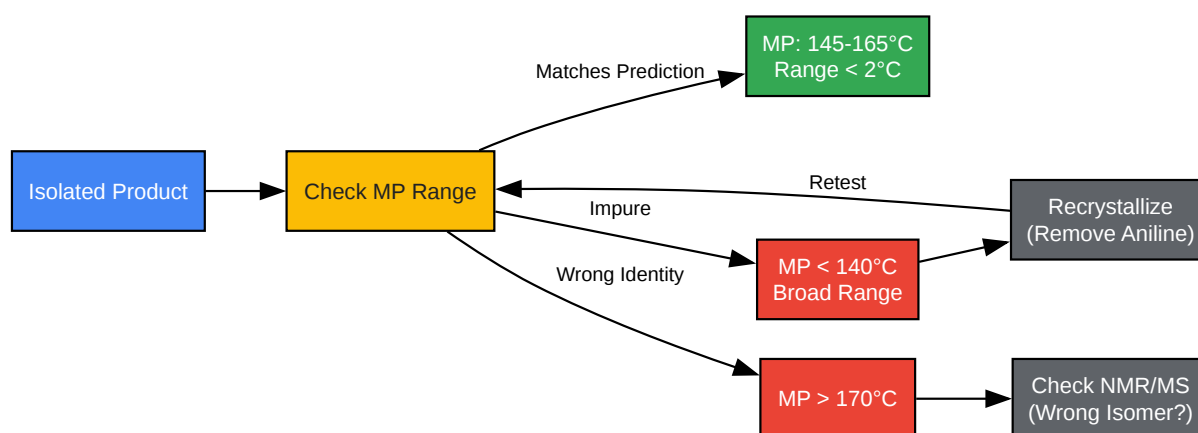 MP: 145-165°C
Range < 2°C
Matches Prediction
Isolated Product
Check MP Range
Retest
Impure
Recrystallize
(Remove Aniline)
Wrong Identity
MP < 140°C
Broad Range
MP > 170°C
Check NMR/MS
(Wrong Isomer?)